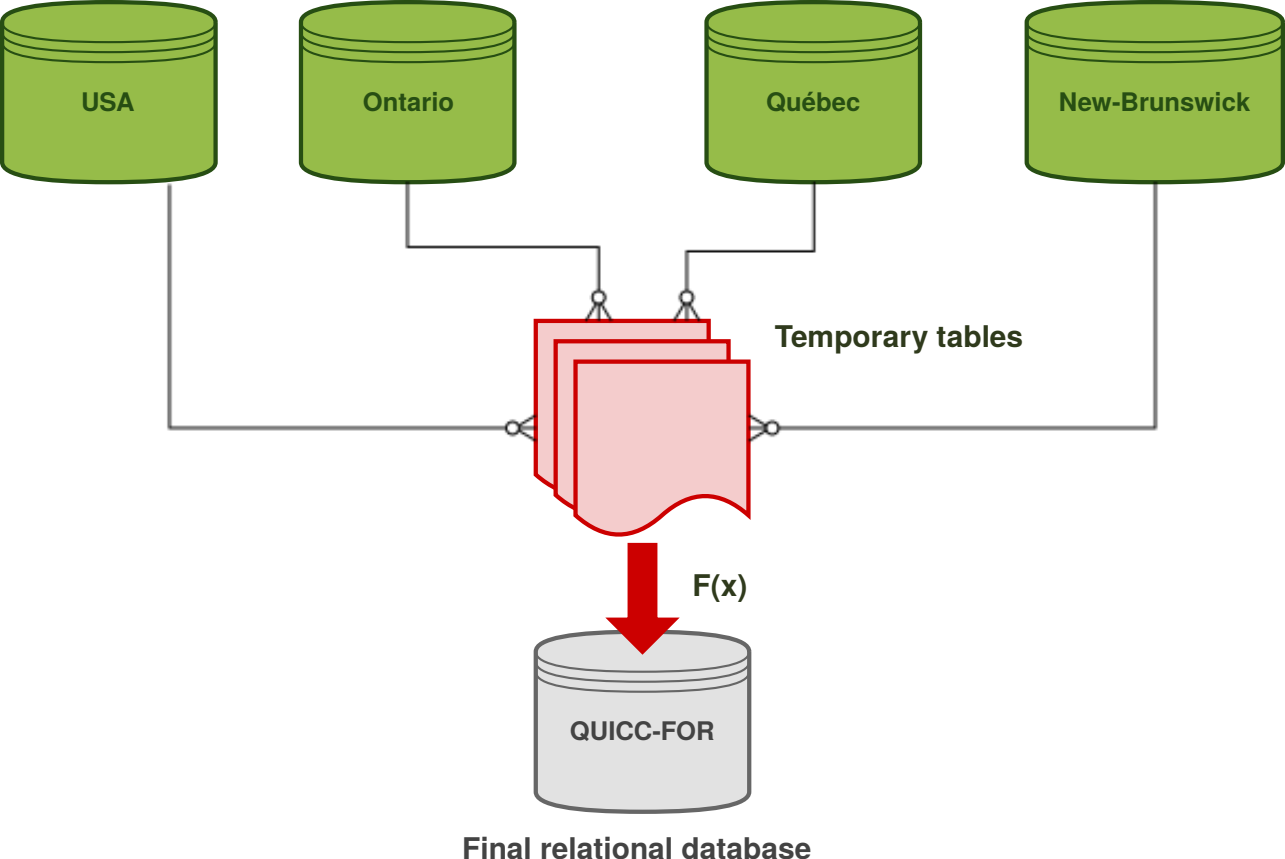 USA
Ontario
Québec
New-Brunswick
Temporary tables
F(x)
QUICC-FOR
Final relational database